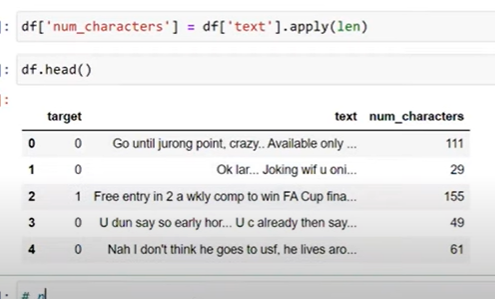 ]: df['num_characters'] = df['text'].apply(len)
]: df.head()
]:
target text num_characters
0 0 Go until jurong point, crazy.. Available only ... 111
1 0 Ok lar... Joking wif u oni... 29
2 1 Free entry in 2 a wkly comp to win FA Cup fina... 155
3 0 U dun say so early hor... U c already then say... 49
4 0 Nah I don't think he goes to usf, he lives aro... 61
]: # n